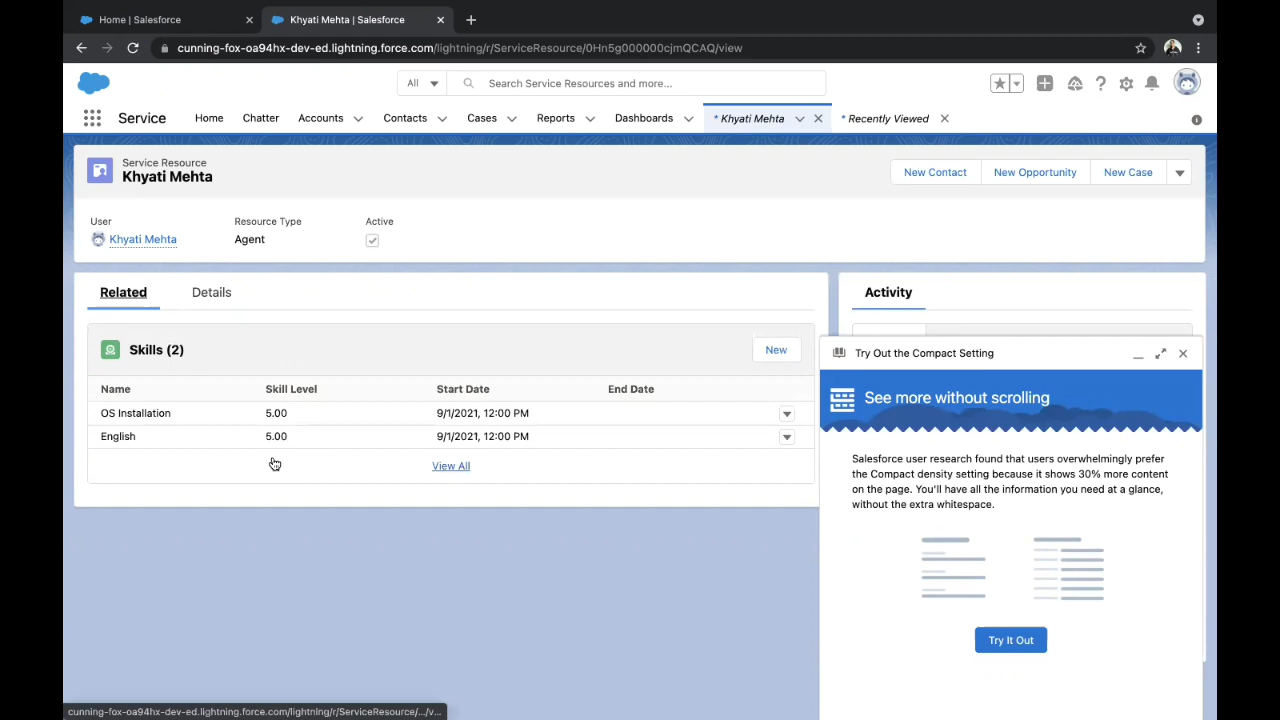 Home | Salesforce
Khyati Mehta | Salesforce
cunning-fox-oa94hx-dev-ed.lightning.force.com/lightning/r/ServiceResource/0Hn5g000000cjmQCAQ/view
All
Search Service Resources and more...
Service
Home
Chatter
Accounts
Contacts
Cases
Reports
Dashboards
* Khyati Mehta
* Recently Viewed
Service Resource
Khyati Mehta
New Contact
New Opportunity
New Case
User
Resource Type
Active
Khyati Mehta
Agent
Related
Details
Activity
Skills (2)
New
Name Skill Level Start Date End Date
OS Installation 5.00 9/1/2021, 12:00 PM
English 5.00 9/1/2021, 12:00 PM
View All
Try Out the Compact Setting
See more without scrolling
Salesforce user research found that users overwhelmingly prefer
the Compact density setting because it shows 30% more content
on the page. You'll have all the information you need at a glance,
without the extra whitespace.
Try It Out
cunning-fox-oa94hx-dev-ed.lightning.force.com/lightning/r/ServiceResource/.../v...